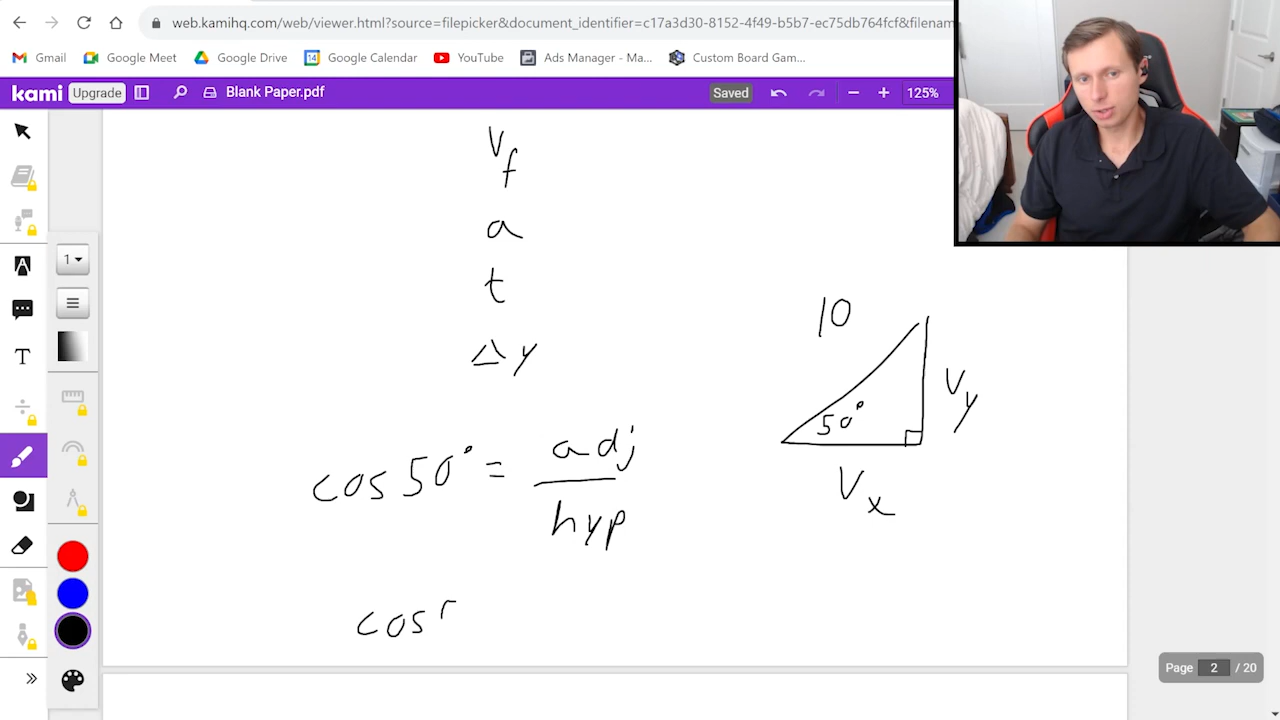 web.kamihq.com/web/viewer.html?source=filepicker&document_identifier=c17a3d30-8152-4f49-b5b7-ec75db764fcf&filenam
Gmail
Google Meet
Google Drive
14
Google Calendar
YouTube
Ads Manager - Ma...
Custom Board Gam...
kami
Upgrade
Blank Paper.pdf
Saved
125%
1
A
T
Vf
a
t
Δy
10
50°
Vy
Vx
cos 50° = adj
hyp
cos
Page 2 / 20